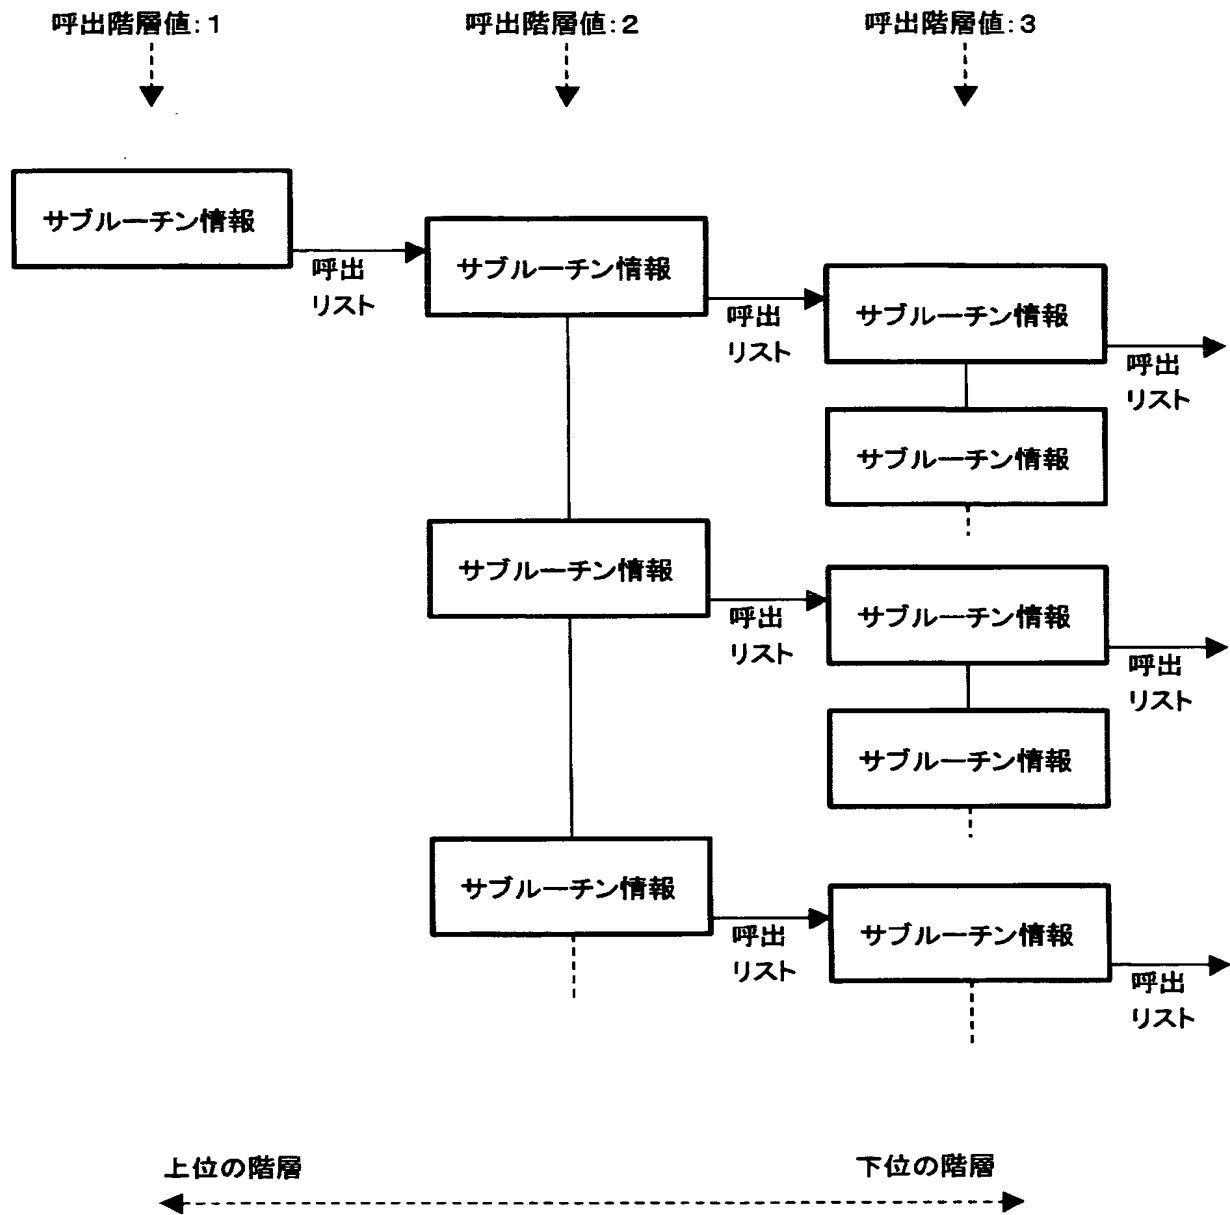 呼出階層値:1
呼出階層値:2
呼出階層値:3
サブルーチン情報
呼出
リスト
サブルーチン情報
呼出
リスト
サブルーチン情報
呼出
リスト
サブルーチン情報
サブルーチン情報
呼出
リスト
サブルーチン情報
呼出
リスト
サブルーチン情報
サブルーチン情報
呼出
リスト
サブルーチン情報
呼出
リスト
上位の階層
下位の階層